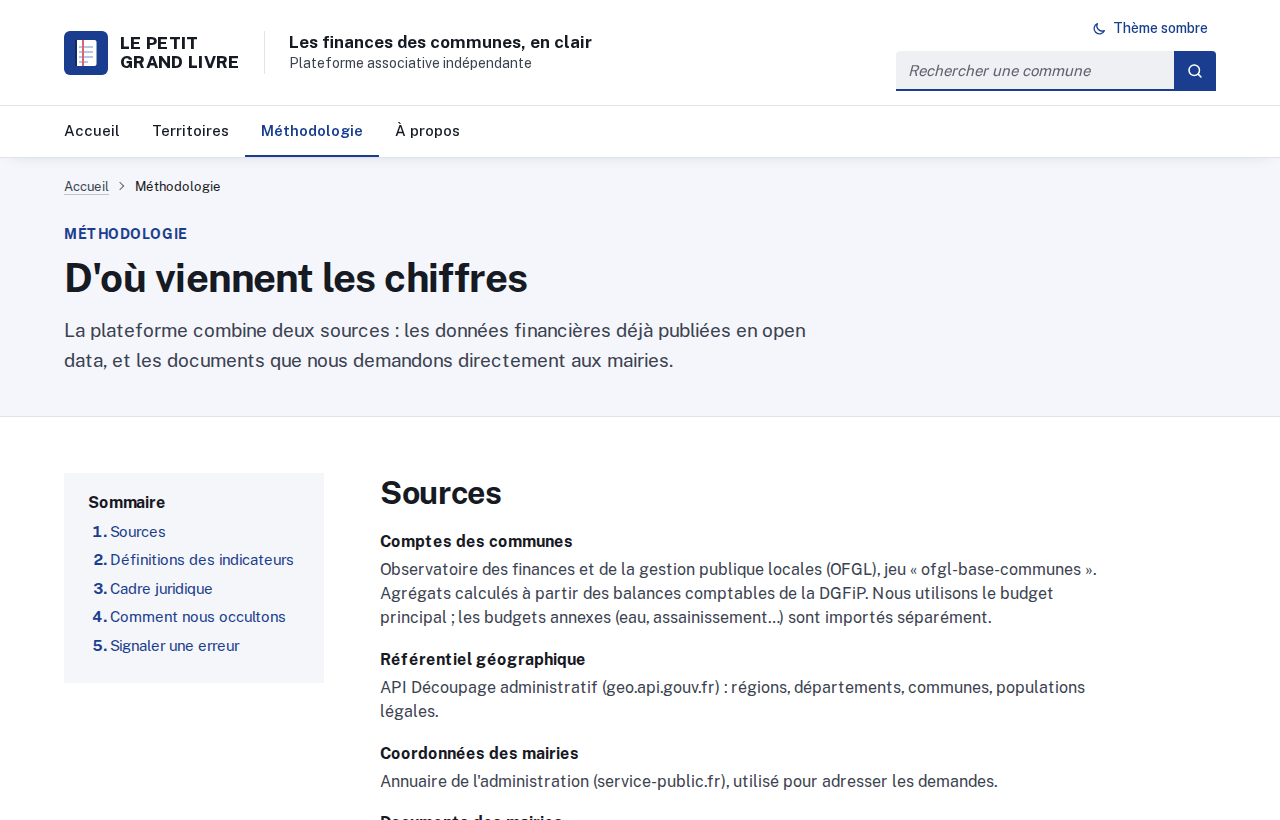 LE PETIT
GRAND LIVRE
Les finances des communes, en clair
Plateforme associative indépendante
Thème sombre
Rechercher une commune
Accueil
Territoires
Méthodologie
À propos
Accueil > Méthodologie
MÉTHODOLOGIE
D'où viennent les chiffres
La plateforme combine deux sources : les données financières déjà publiées en open
data, et les documents que nous demandons directement aux mairies.
Sommaire
1. Sources
2. Définitions des indicateurs
3. Cadre juridique
4. Comment nous occultons
5. Signaler une erreur
Sources
Comptes des communes
Observatoire des finances et de la gestion publique locales (OFGL), jeu « ofgl-base-communes ».
Agrégats calculés à partir des balances comptables de la DGFiP. Nous utilisons le budget
principal ; les budgets annexes (eau, assainissement…) sont importés séparément.
Référentiel géographique
API Découpage administratif (geo.api.gouv.fr) : régions, départements, communes, populations
légales.
Coordonnées des mairies
Annuaire de l'administration (service-public.fr), utilisé pour adresser les demandes.
Documents des mairies